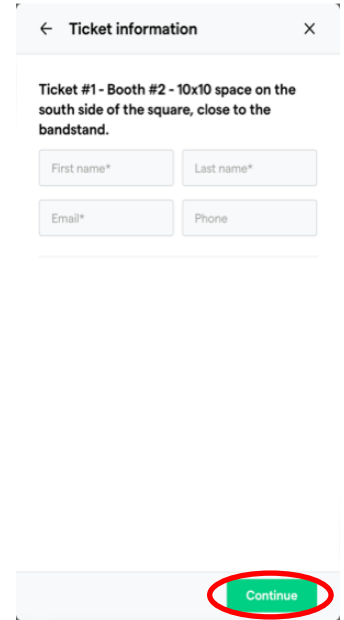 Ticket information
Ticket #1 - Booth #2 - 10x10 space on the
south side of the square, close to the
bandstand.
First name* Last name*
Email* Phone
Continue